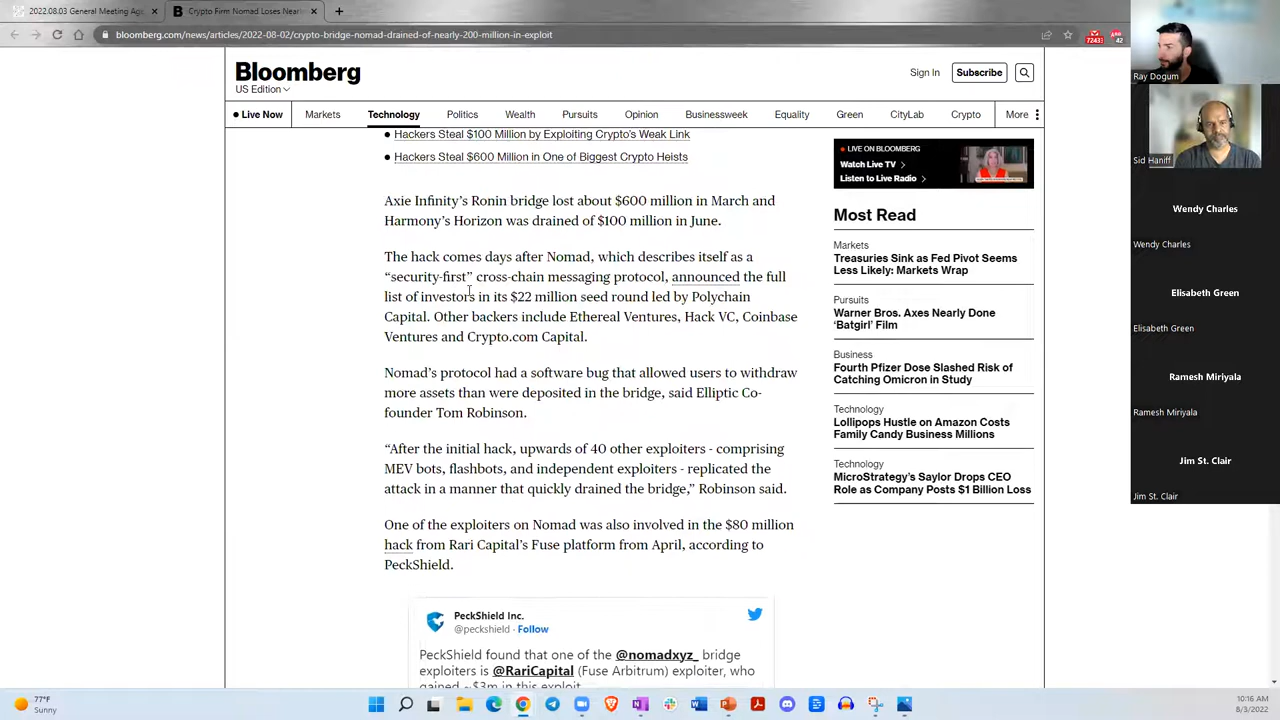 2022.08.03 General Meeting Age
Crypto Firm Nomad Loses Nearl
bloomberg.com/news/articles/2022-08-02/crypto-bridge-nomad-drained-of-nearly-200-million-in-exploit
7243
42
Bloomberg
US Edition
Sign In
Subscribe
Live Now
Markets
Technology
Politics
Wealth
Pursuits
Opinion
Businessweek
Equality
Green
CityLab
Crypto
More
Hackers Steal $100 Million by Exploiting Crypto's Weak Link
Hackers Steal $600 Million in One of Biggest Crypto Heists
Axie Infinity's Ronin bridge lost about $600 million in March and
Harmony's Horizon was drained of $100 million in June.
The hack comes days after Nomad, which describes itself as a
“security-first” cross-chain messaging protocol, announced the full
list of investors in its $22 million seed round led by Polychain
Capital. Other backers include Ethereal Ventures, Hack VC, Coinbase
Ventures and Crypto.com Capital.
Nomad's protocol had a software bug that allowed users to withdraw
more assets than were deposited in the bridge, said Elliptic Co-
founder Tom Robinson.
“After the initial hack, upwards of 40 other exploiters - comprising
MEV bots, flashbots, and independent exploiters - replicated the
attack in a manner that quickly drained the bridge,” Robinson said.
One of the exploiters on Nomad was also involved in the $80 million
hack from Rari Capital's Fuse platform from April, according to
PeckShield.
PeckShield Inc.
@peckshield · Follow
PeckShield found that one of the @nomadxyz_ bridge
exploiters is @RariCapital (Fuse Arbitrum) exploiter, who
gained ~$3m in this exploit
LIVE ON BLOOMBERG
Watch Live TV
Listen to Live Radio
Most Read
Markets
Treasuries Sink as Fed Pivot Seems
Less Likely: Markets Wrap
Pursuits
Warner Bros. Axes Nearly Done
'Batgirl' Film
Business
Fourth Pfizer Dose Slashed Risk of
Catching Omicron in Study
Technology
Lollipops Hustle on Amazon Costs
Family Candy Business Millions
Technology
MicroStrategy's Saylor Drops CEO
Role as Company Posts $1 Billion Loss
Ray Dogum
Sid Haniff
Wendy Charles
Wendy Charles
Elisabeth Green
Elisabeth Green
Ramesh Miriyala
Ramesh Miriyala
Jim St. Clair
Jim St. Clair
77°F
Sunny
10:16 AM
8/3/2022